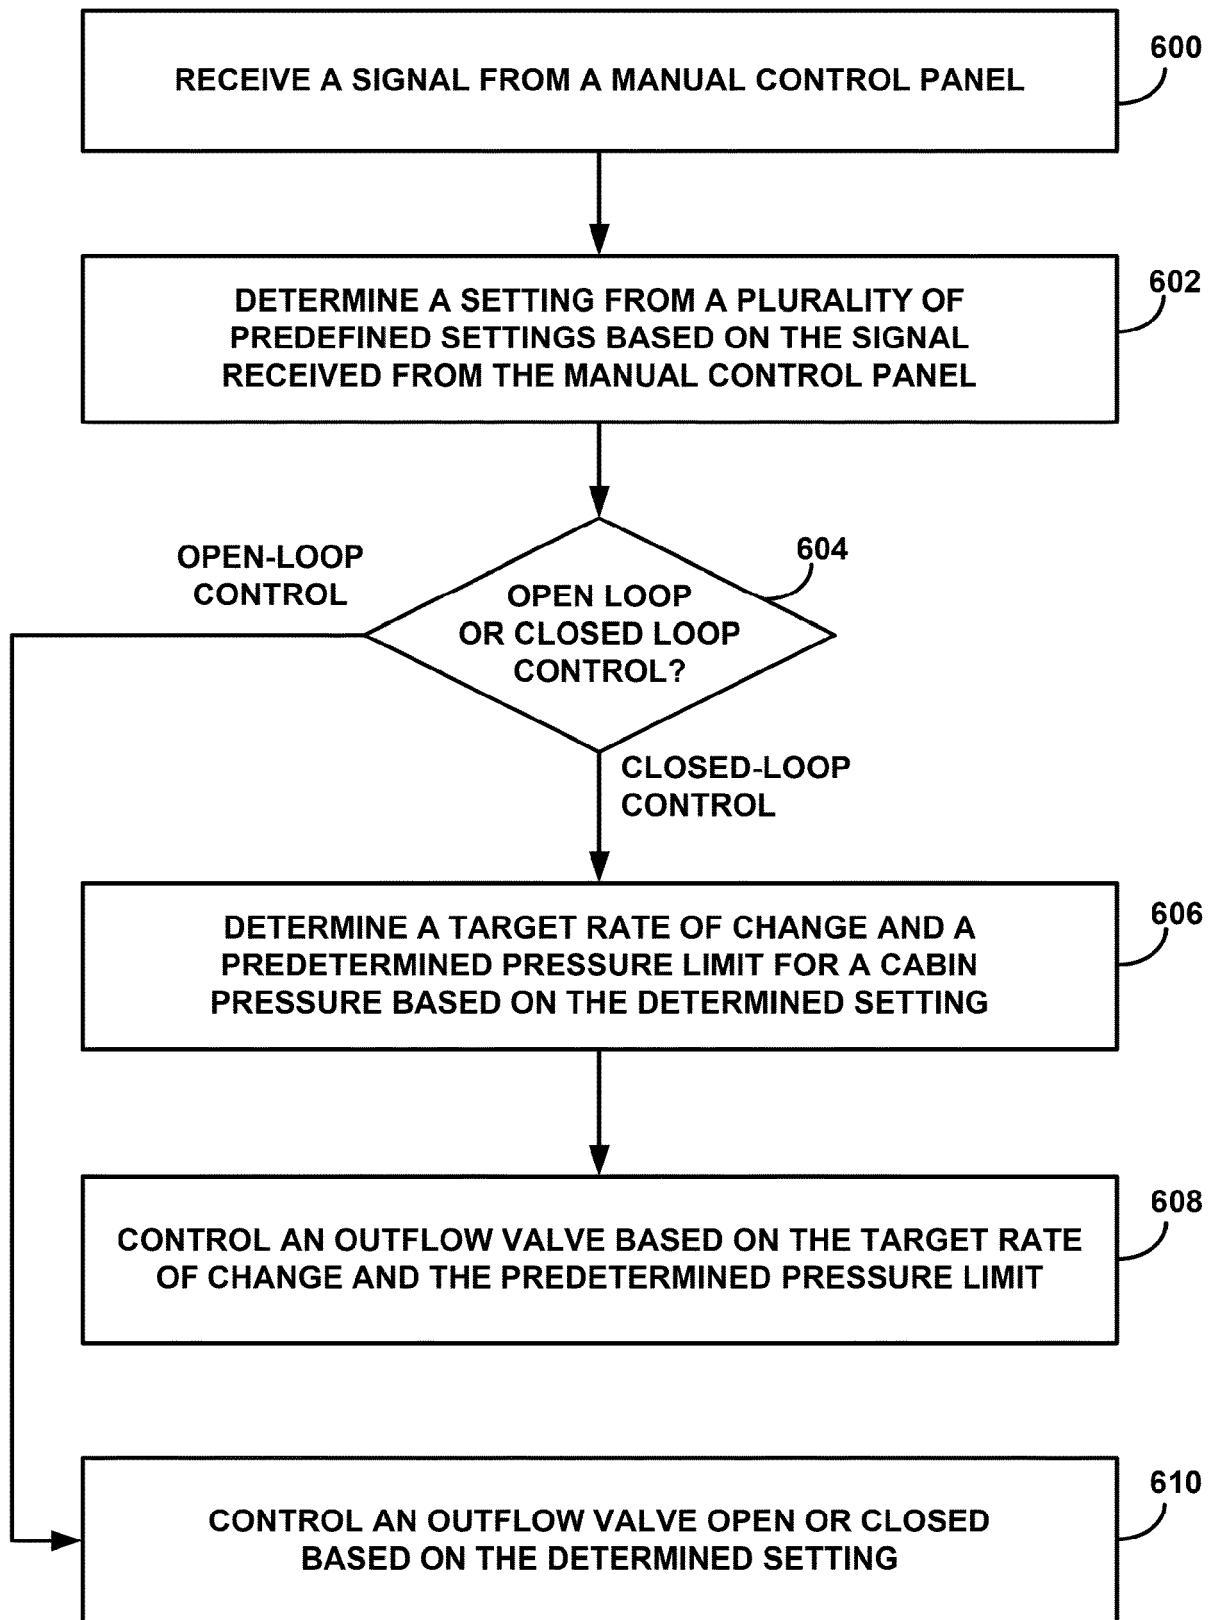 RECEIVE A SIGNAL FROM A MANUAL CONTROL PANEL
600
DETERMINE A SETTING FROM A PLURALITY OF
PREDEFINED SETTINGS BASED ON THE SIGNAL
RECEIVED FROM THE MANUAL CONTROL PANEL
602
OPEN-LOOP
CONTROL
OPEN LOOP
OR CLOSED LOOP
CONTROL?
604
CLOSED-LOOP
CONTROL
DETERMINE A TARGET RATE OF CHANGE AND A
PREDETERMINED PRESSURE LIMIT FOR A CABIN
PRESSURE BASED ON THE DETERMINED SETTING
606
CONTROL AN OUTFLOW VALVE BASED ON THE TARGET RATE
OF CHANGE AND THE PREDETERMINED PRESSURE LIMIT
608
CONTROL AN OUTFLOW VALVE OPEN OR CLOSED
BASED ON THE DETERMINED SETTING
610